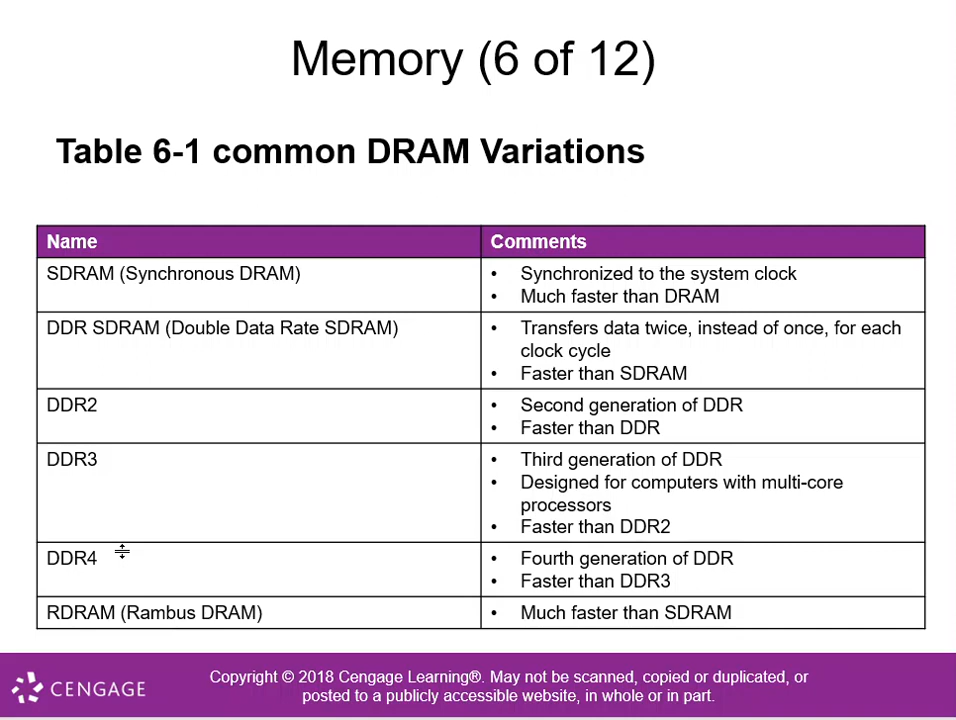 Memory (6 of 12)
Table 6-1 common DRAM Variations
Name
Comments
SDRAM (Synchronous DRAM)
• Synchronized to the system clock
• Much faster than DRAM
DDR SDRAM (Double Data Rate SDRAM)
• Transfers data twice, instead of once, for each
clock cycle
• Faster than SDRAM
DDR2
• Second generation of DDR
• Faster than DDR
DDR3
• Third generation of DDR
• Designed for computers with multi-core
processors
• Faster than DDR2
DDR4
• Fourth generation of DDR
• Faster than DDR3
RDRAM (Rambus DRAM)
• Much faster than SDRAM
CENGAGE
Copyright © 2018 Cengage Learning®. May not be scanned, copied or duplicated, or
posted to a publicly accessible website, in whole or in part.